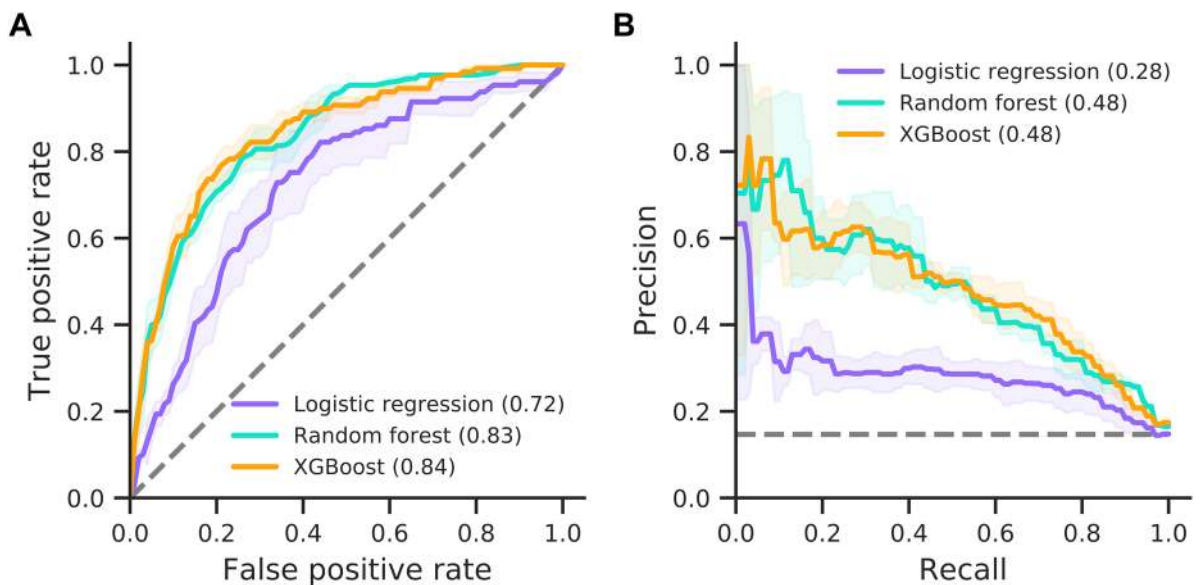 A
True positive rate
1.0
0.8
0.6
0.4
0.2
0.0
Logistic regression (0.72)
Random forest (0.83)
XGBoost (0.84)
0.0 0.2 0.4 0.6 0.8 1.0
False positive rate
B
Precision
1.0
0.8
0.6
0.4
0.2
0.0
Logistic regression (0.28)
Random forest (0.48)
XGBoost (0.48)
0.0 0.2 0.4 0.6 0.8 1.0
Recall